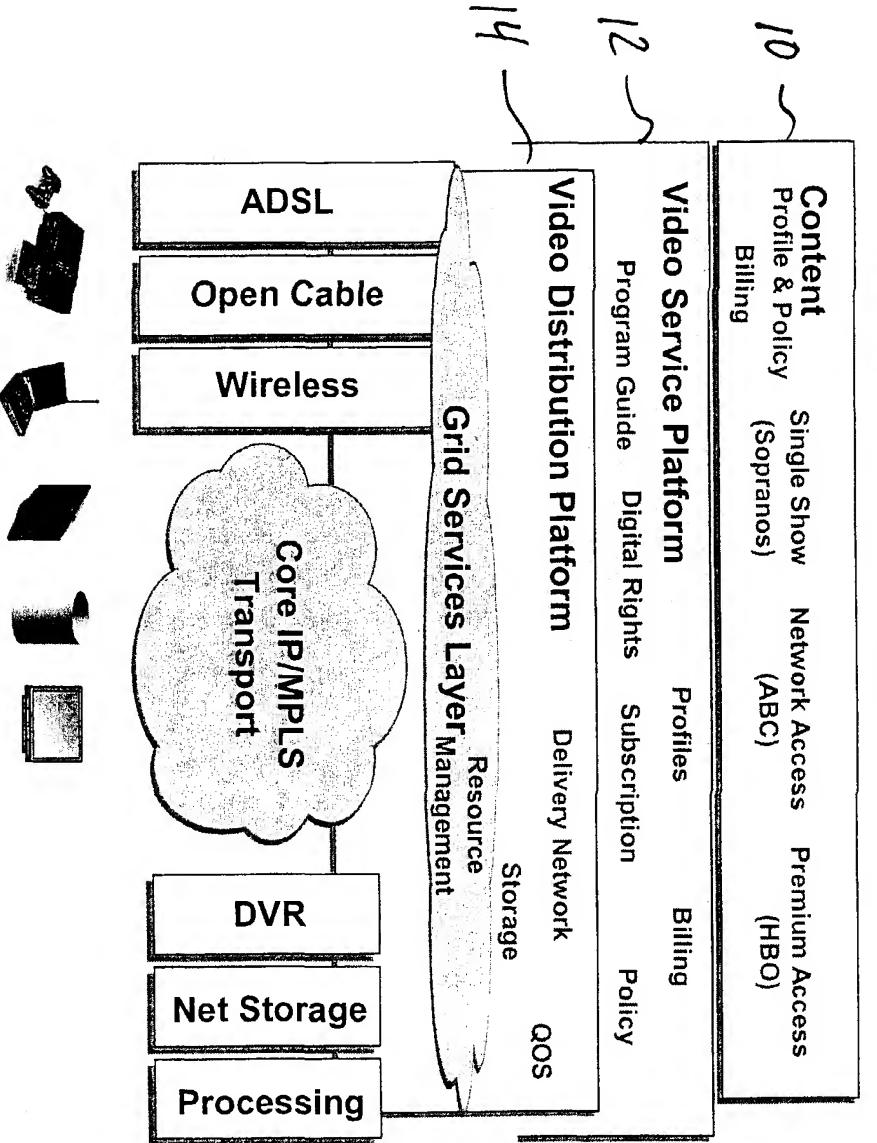 10
Content
Profile & Policy
Billing
Single Show
(Sopranos)
Network Access
(ABC)
Premium Access
(HBO)
12
Video Service Platform
Profiles
Billing
Program Guide
Digital Rights
Subscription
Policy
14
Video Distribution Platform
Delivery Network
QOS
Storage
Grid Services Layer
Resource
Management
ADSL
Open Cable
Wireless
Core IP/MPLS
Transport
DVR
Net Storage
Processing